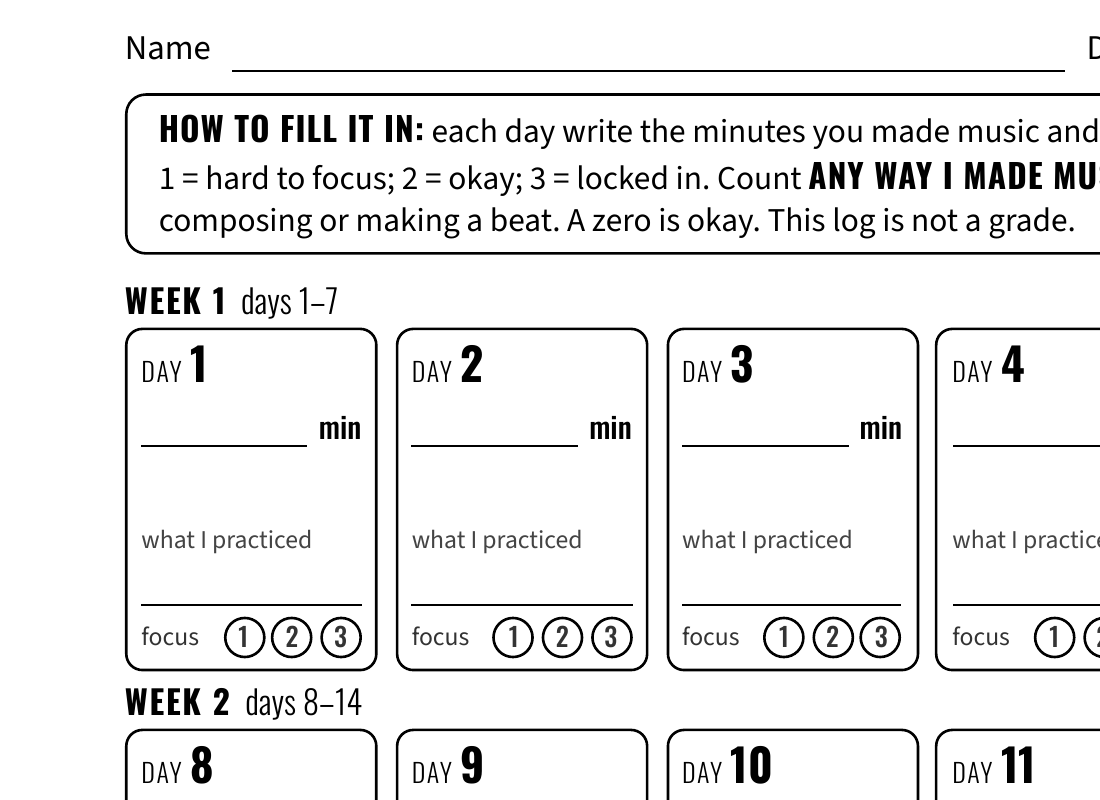 Name
HOW TO FILL IT IN: each day write the minutes you made music and
1 = hard to focus; 2 = okay; 3 = locked in. Count ANY WAY I MADE
composing or making a beat. A zero is okay. This log is not a grade.
WEEK 1 days 1–7
DAY 1 DAY 2 DAY 3 DAY 4
min min min
what I practiced what I practiced what I practiced what I
focus 1 2 3 focus 1 2 3 focus 1 2 3 focus 1
WEEK 2 days 8–14
DAY 8 DAY 9 DAY 10 DAY 11